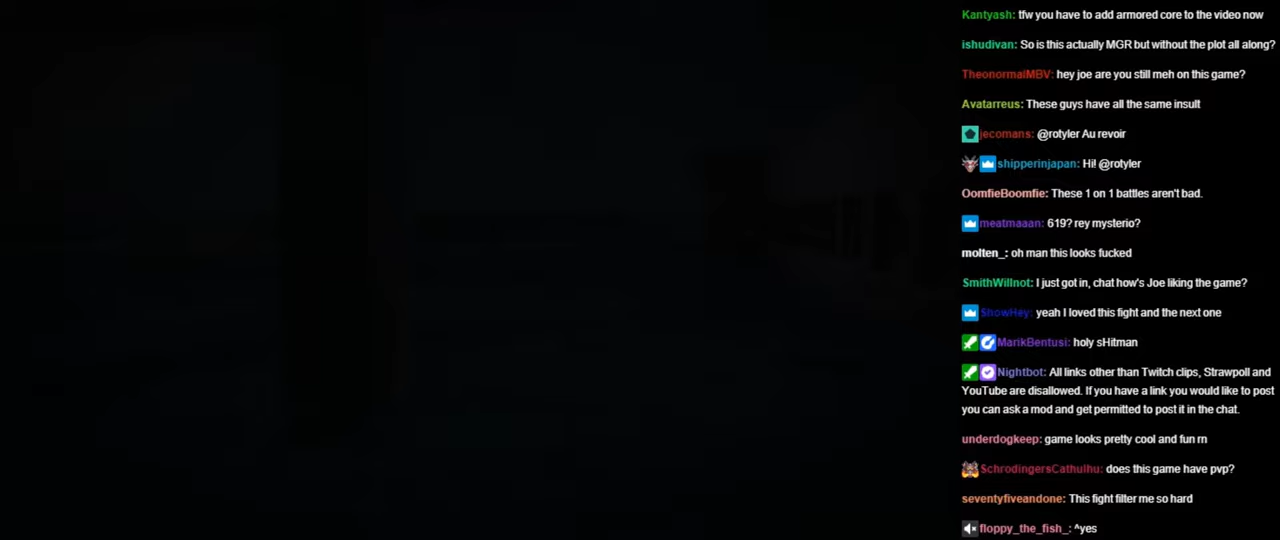 Kantyash: tfw you have to add armored core to the video now
ishudivan: So is this actually MGR but without the plot all along?
TheonormalMBV: hey joe are you still meh on this game?
Avatarreus: These guys have all the same insult
jecomans: @rotyler Au revoir
shipperinjapan: Hi! @rotyler
OomfieBoomfie: These 1 on 1 battles aren't bad.
meatmaaan: 619? rey mysterio?
molten_: oh man this looks fucked
SmithWillnot: I just got in, chat how's Joe liking the game?
ShowHey: yeah I loved this fight and the next one
MarikBentusi: holy sHitman
Nightbot: All links other than Twitch clips, Strawpoll and
YouTube are disallowed. If you have a link you would like to post
you can ask a mod and get permitted to post it in the chat.
underdogkeep: game looks pretty cool and fun rn
SchrodingersCathulhu: does this game have pvp?
seventyfiveandone: This fight filter me so hard
floppy_the_fish_: ^yes